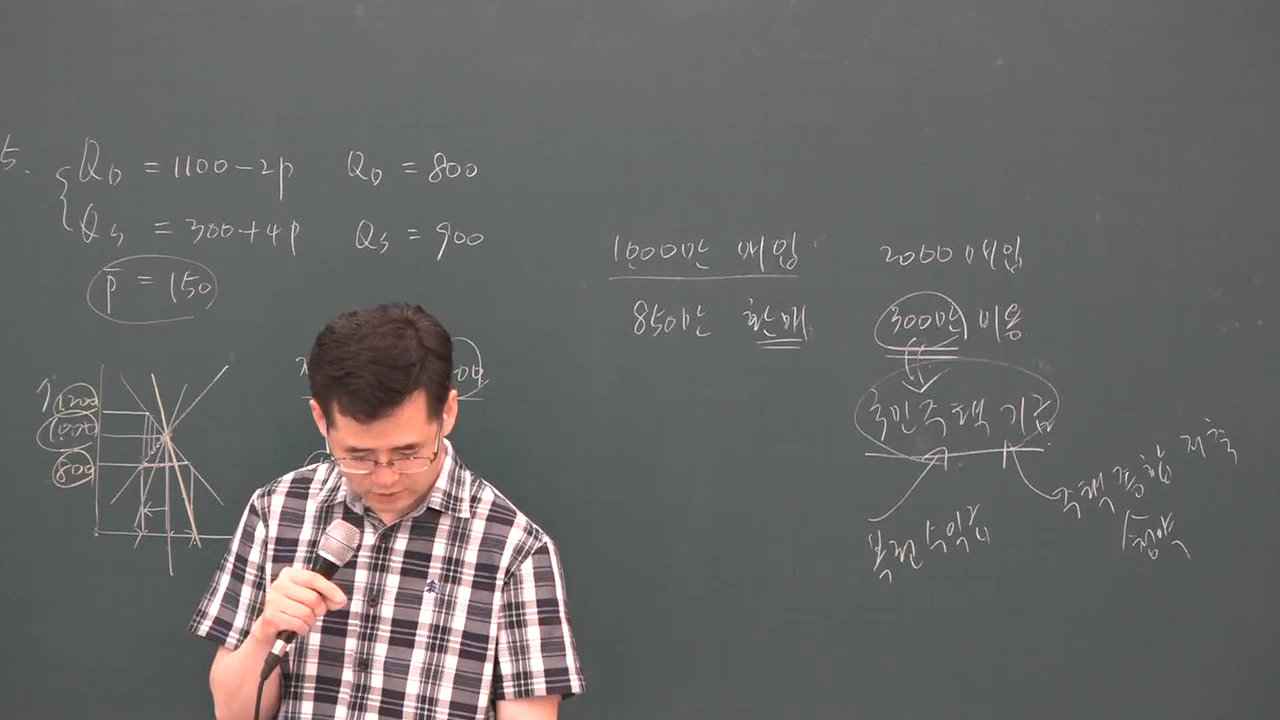 5.
Q_D = 1100-2P Q_D = 800
Q_S = 300+4P Q_S = 900
P̄ = 150
P
1200
1000
800
1000만 매입
850만 판매
2000 매입
300만 비용
국민주택 기금
복권 수익금
주택종합저축
청약